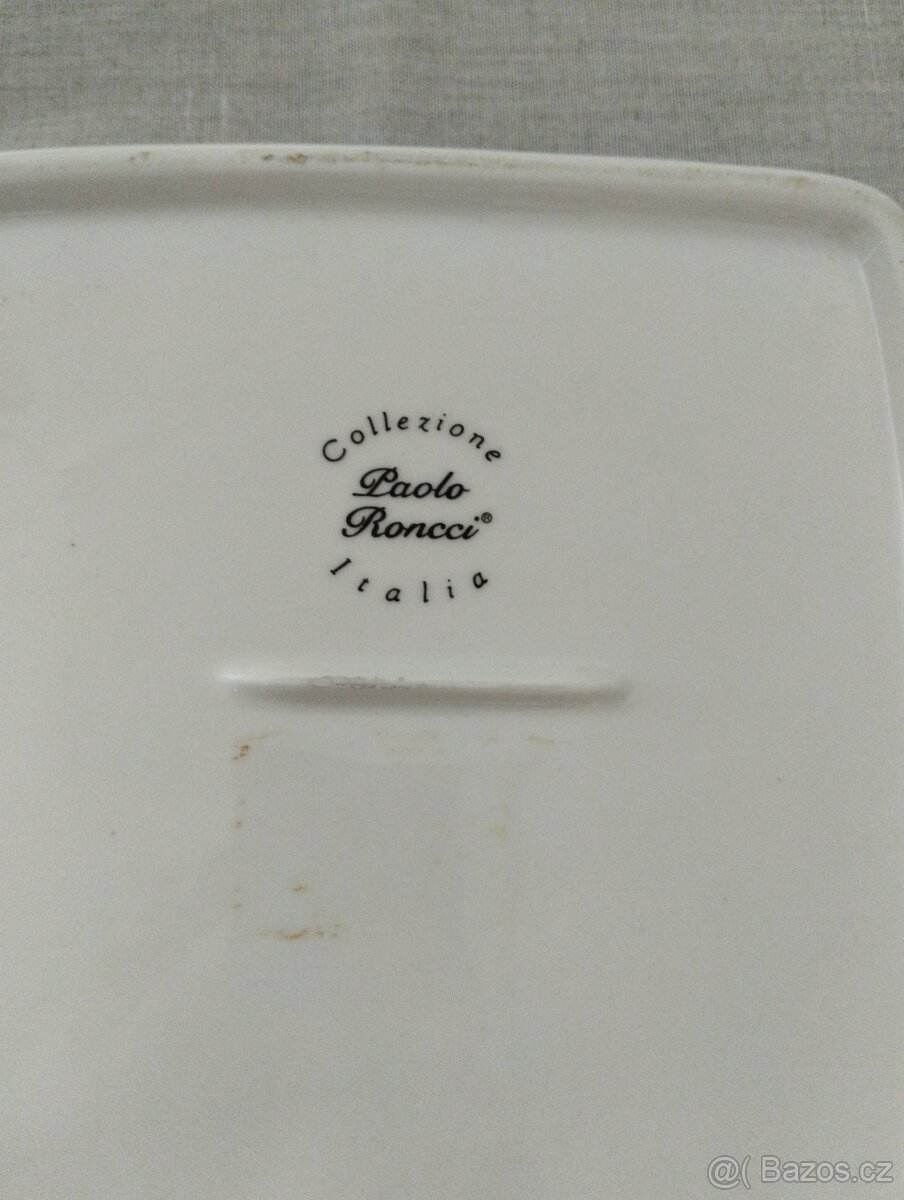 Collezione
Paolo
Roncci®
Italia
@( Bazos.cz